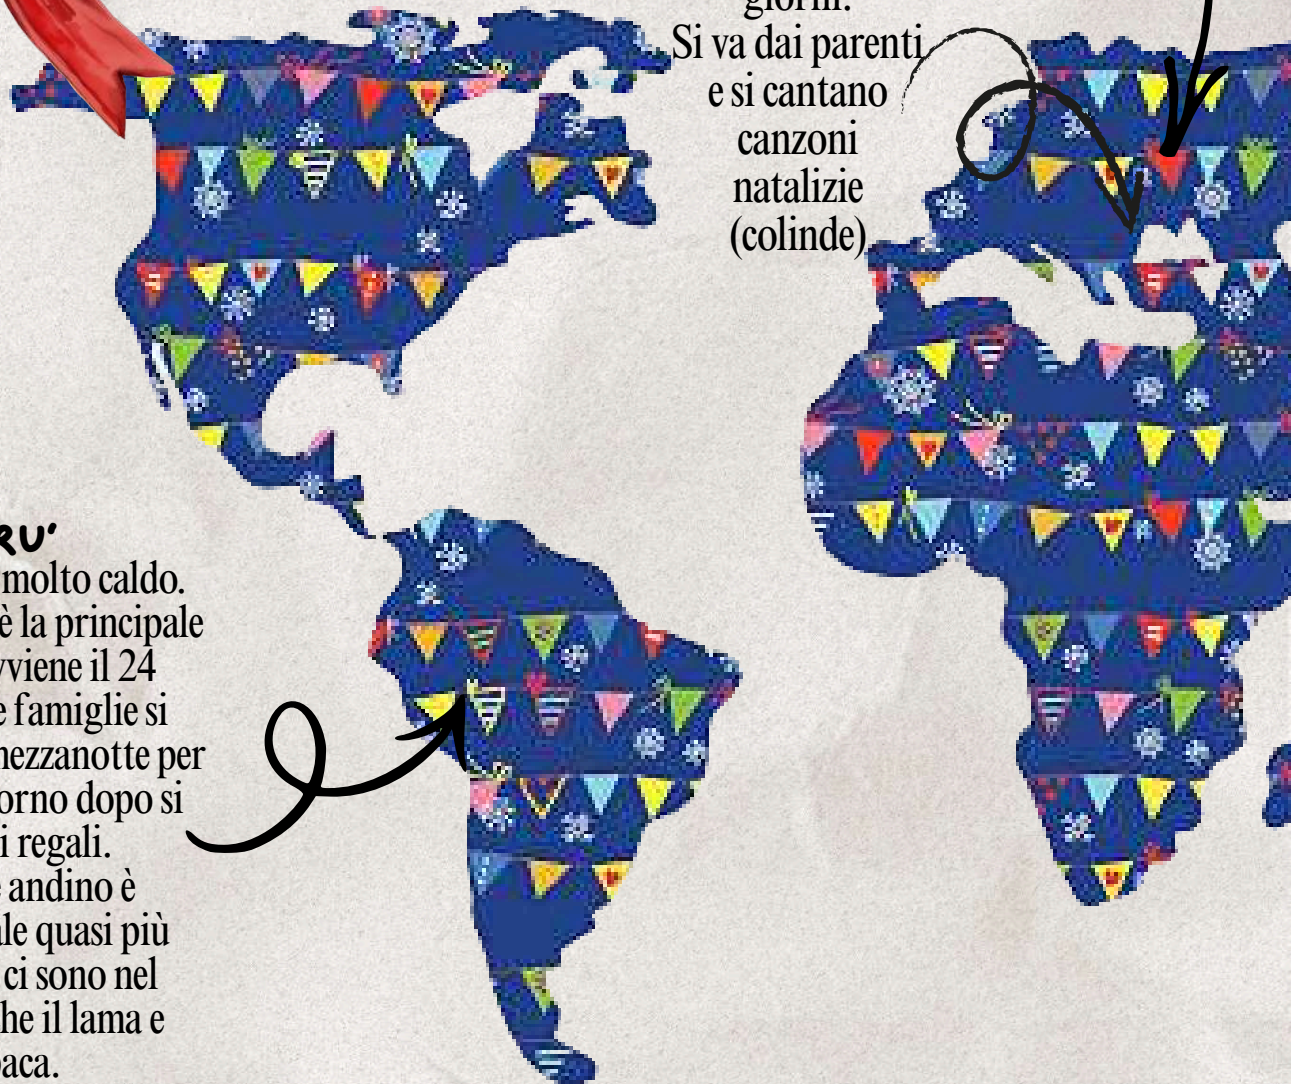 giorni.
Si va dai parenti
e si cantano
canzoni
natalizie
(colinde)
RU'
molto caldo.
è la principale
viene il 24
e famiglie si
mezzanotte per
orno dopo si
i regali.
e andino è
ale quasi più
ci sono nel
he il lama e
paca.